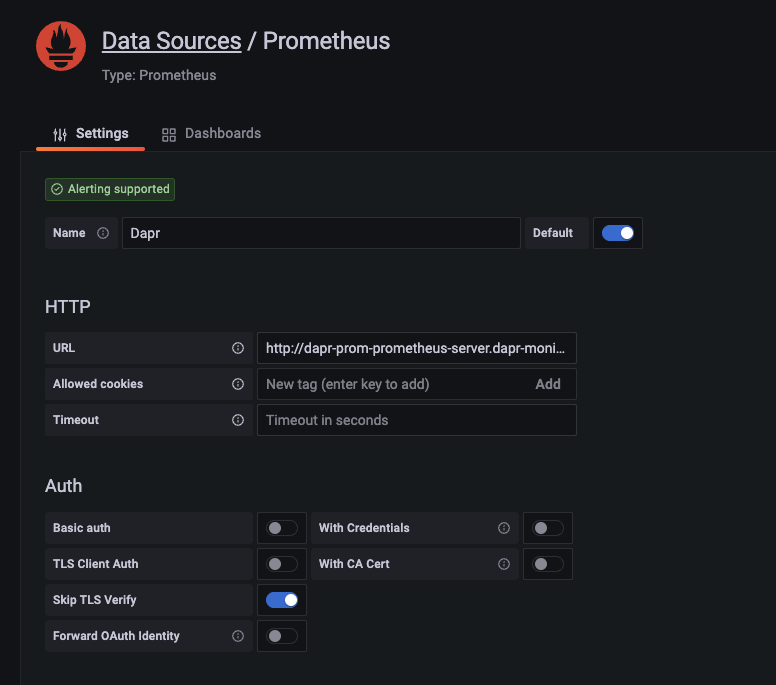 Data Sources / Prometheus
Type: Prometheus
Settings Dashboards
Alerting supported
Name Dapr Default
HTTP
URL http://dapr-prom-prometheus-server.dapr-moni...
Allowed cookies New tag (enter key to add) Add
Timeout Timeout in seconds
Auth
Basic auth With Credentials
TLS Client Auth With CA Cert
Skip TLS Verify
Forward OAuth Identity